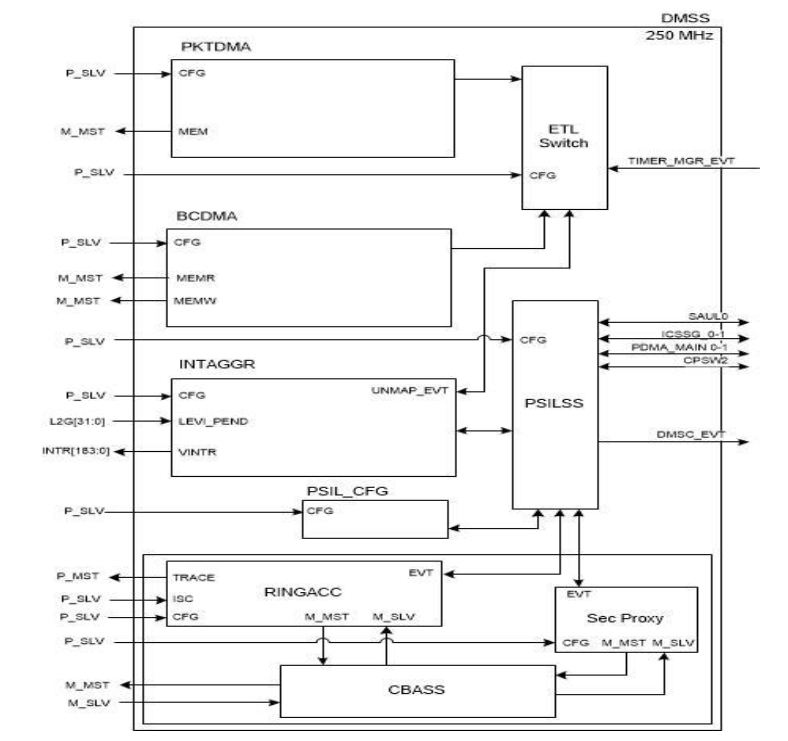 DMSS
250 MHz
PKTDMA
P_SLV
CFG
M_MST
MEM
ETL
Switch
TIMER_MGR_EVT
P_SLV
CFG
BCDMA
P_SLV
CFG
M_MST
MEMR
M_MST
MEMW
SAUL0
ICSSG_0-1
P_SLV
CFG
PDMA_MAIN 0-1
CPSW2
INTAGGR
P_SLV
CFG
UNMAP_EVT
PSILSS
L2G[31:0]
LEVI_PEND
DMSC_EVT
INTR[183:0]
VINTR
PSIL_CFG
P_SLV
CFG
P_MST
TRACE
EVT
RINGACC
P_SLV
ISC
EVT
P_SLV
CFG
M_MST
M_SLV
Sec Proxy
P_SLV
CFG
M_MST
M_SLV
M_MST
CBASS
M_SLV